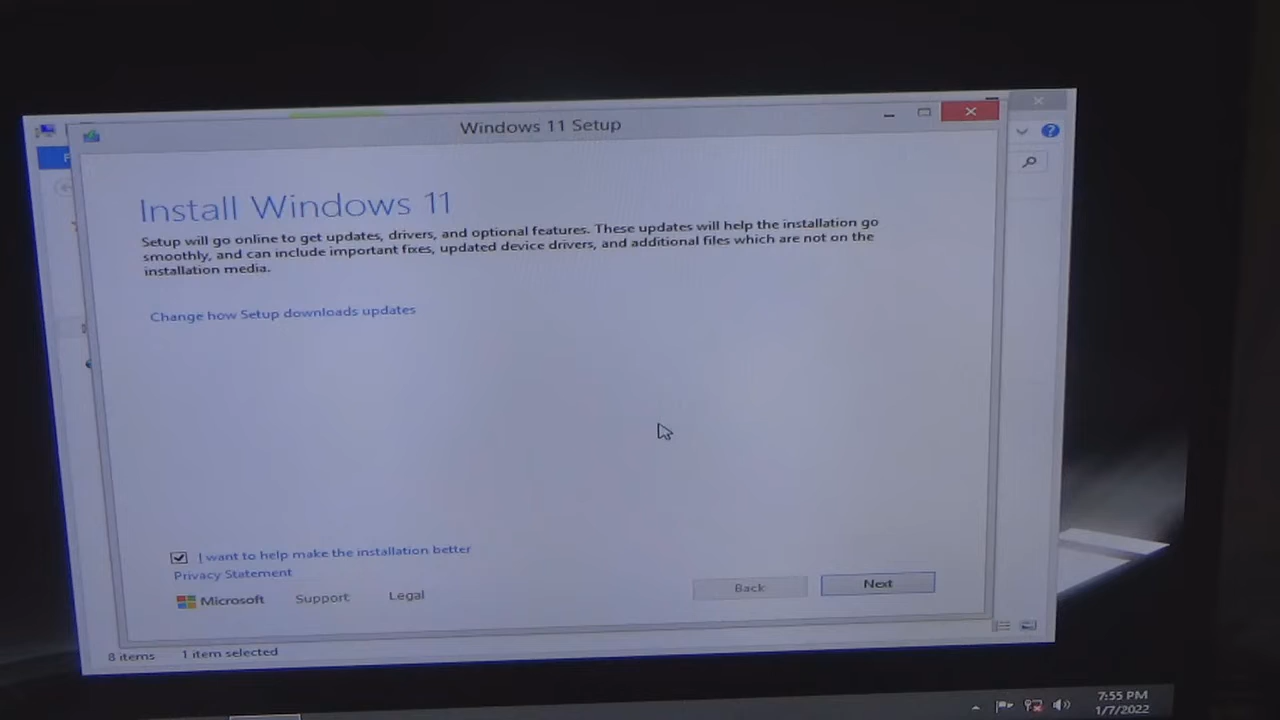 Windows 11 Setup
Install Windows 11
Setup will go online to get updates, drivers, and optional features. These updates will help the installation go
smoothly, and can include important fixes, updated device drivers, and additional files which are not on the
installation media.
Change how Setup downloads updates
I want to help make the installation better
Privacy Statement
Microsoft Support Legal
Back Next
8 items 1 item selected
7:55 PM
1/7/2022